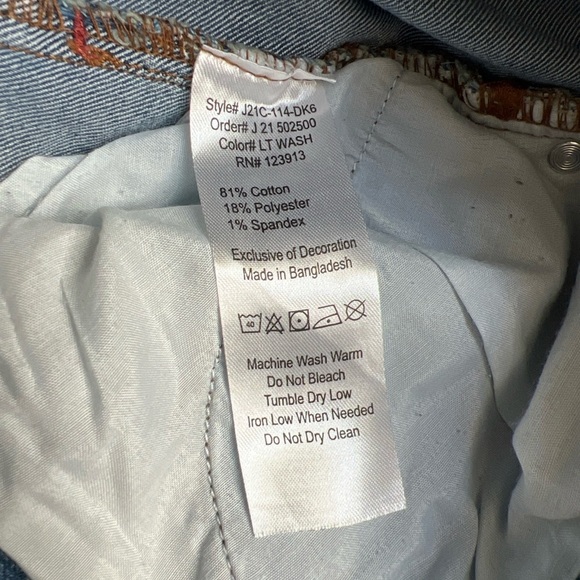 Style# J21C-114-DK6
Order# J 21 502500
Color# LT WASH
RN# 123913
81% Cotton
18% Polyester
1% Spandex
Exclusive of Decoration
Made in Bangladesh
40
Machine Wash Warm
Do Not Bleach
Tumble Dry Low
Iron Low When Needed
Do Not Dry Clean